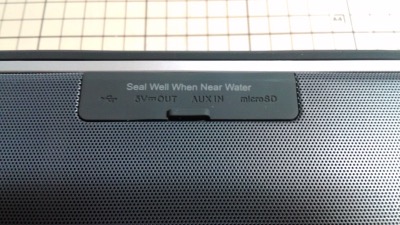 Seal Well When Near Water
5V⎓OUT AUX IN microSD